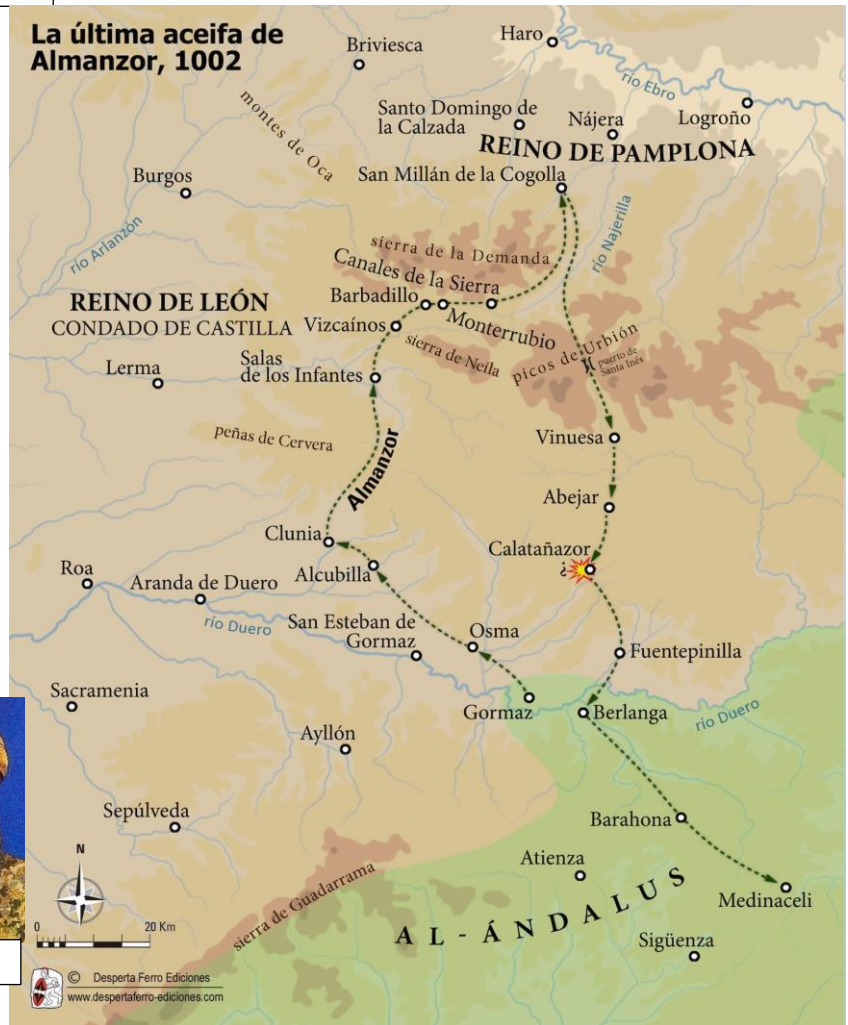 La última aceifa de
Almanzor, 1002
Briviesca
Haro
río Ebro
Santo Domingo de
la Calzada
Nájera
Logroño
montes de Oca
REINO DE PAMPLONA
Burgos
San Millán de la Cogolla
río Arlanzón
río Najerilla
sierra de la Demanda
Canales de la Sierra
REINO DE LEÓN
CONDADO DE CASTILLA
Barbadillo
Monterrubio
Vizcaínos
sierra de Neila
picos de Urbión
puerto de
Santa Inés
Lerma
Salas
de los Infantes
peñas de Cervera
Almanzor
Vinuesa
Abejar
Clunia
Calatañazor
¿
Alcubilla
Roa
Aranda de Duero
río Duero
San Esteban de
Gormaz
Osma
Fuentepinilla
Sacramenia
Gormaz
Berlanga
río Duero
Ayllón
Sepúlveda
Barahona
N
Atienza
Medinaceli
sierra de Guadarrama
AL-ÁNDALUS
Sigüenza
0 20 Km
© Desperta Ferro Ediciones
www.despertaferro-ediciones.com